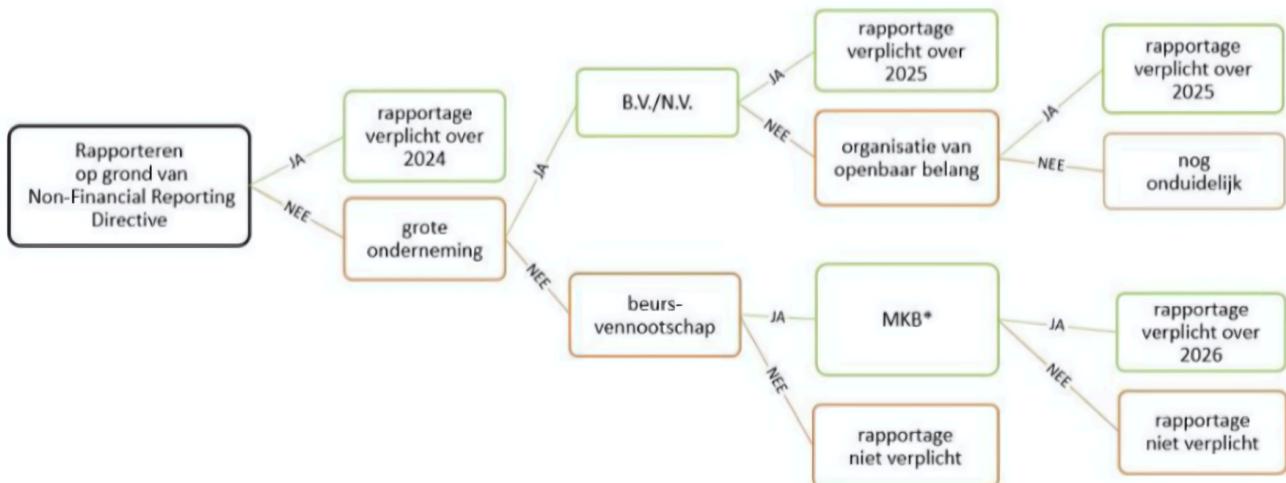 Rapporteren
op grond van
Non-Financial Reporting
Directive
JA
NEE
rapportage
verplicht over
2024
grote
onderneming
JA
NEE
B.V./N.V.
JA
NEE
rapportage
verplicht over
2025
organisatie van
openbaar belang
JA
NEE
rapportage
verplicht over
2025
nog
onduidelijk
beurs-
vennootschap
JA
NEE
MKB*
JA
NEE
rapportage
verplicht over
2026
rapportage
niet verplicht
rapportage
niet verplicht